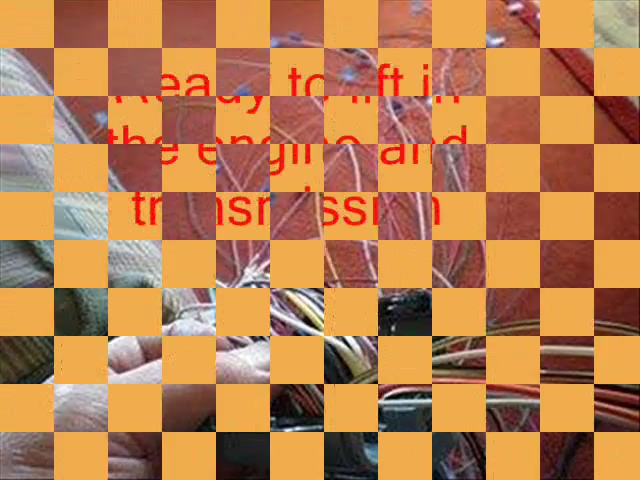 Ready to lift in
the engine and
transmission